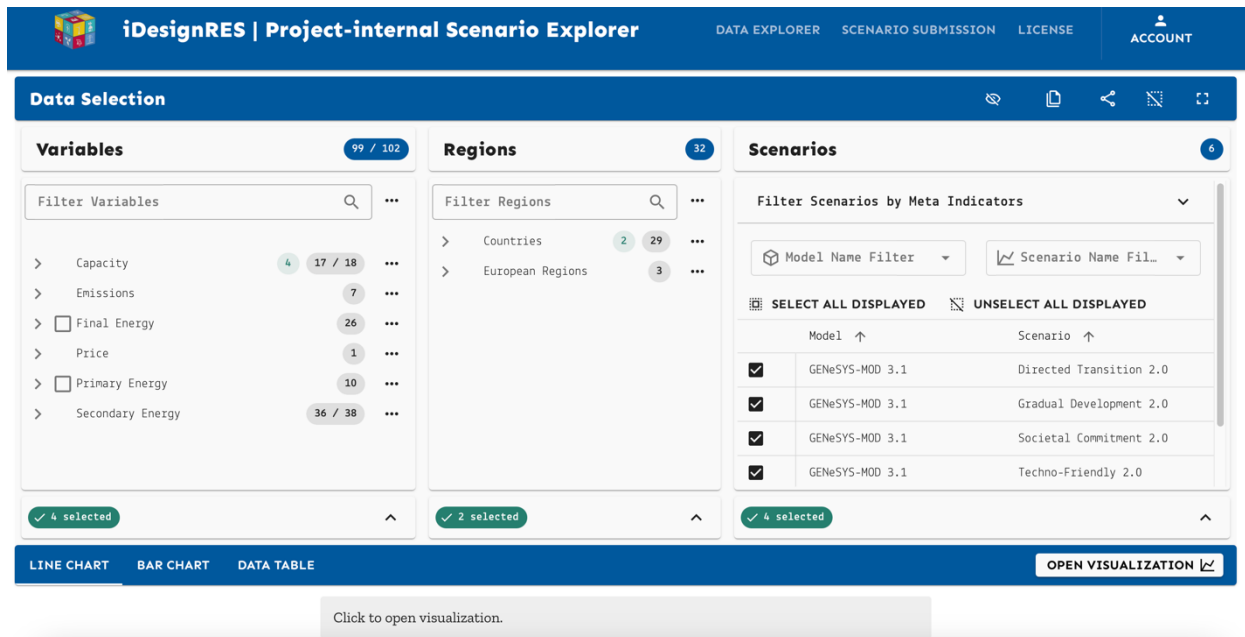 iDesignRES | Project-internal Scenario Explorer
DATA EXPLORER
SCENARIO SUBMISSION
LICENSE
ACCOUNT
Data Selection
Variables
99 / 102
Filter Variables
Capacity
4
17 / 18
Emissions
7
Final Energy
26
Price
1
Primary Energy
10
Secondary Energy
36 / 38
4 selected
Regions
32
Filter Regions
Countries
2
29
European Regions
3
2 selected
Scenarios
6
Filter Scenarios by Meta Indicators
Model Name Filter
Scenario Name Fil…
SELECT ALL DISPLAYED
UNSELECT ALL DISPLAYED
Model
Scenario
GENeSYS-MOD 3.1
Directed Transition 2.0
GENeSYS-MOD 3.1
Gradual Development 2.0
GENeSYS-MOD 3.1
Societal Commitment 2.0
GENeSYS-MOD 3.1
Techno-Friendly 2.0
4 selected
LINE CHART
BAR CHART
DATA TABLE
OPEN VISUALIZATION
Click to open visualization.